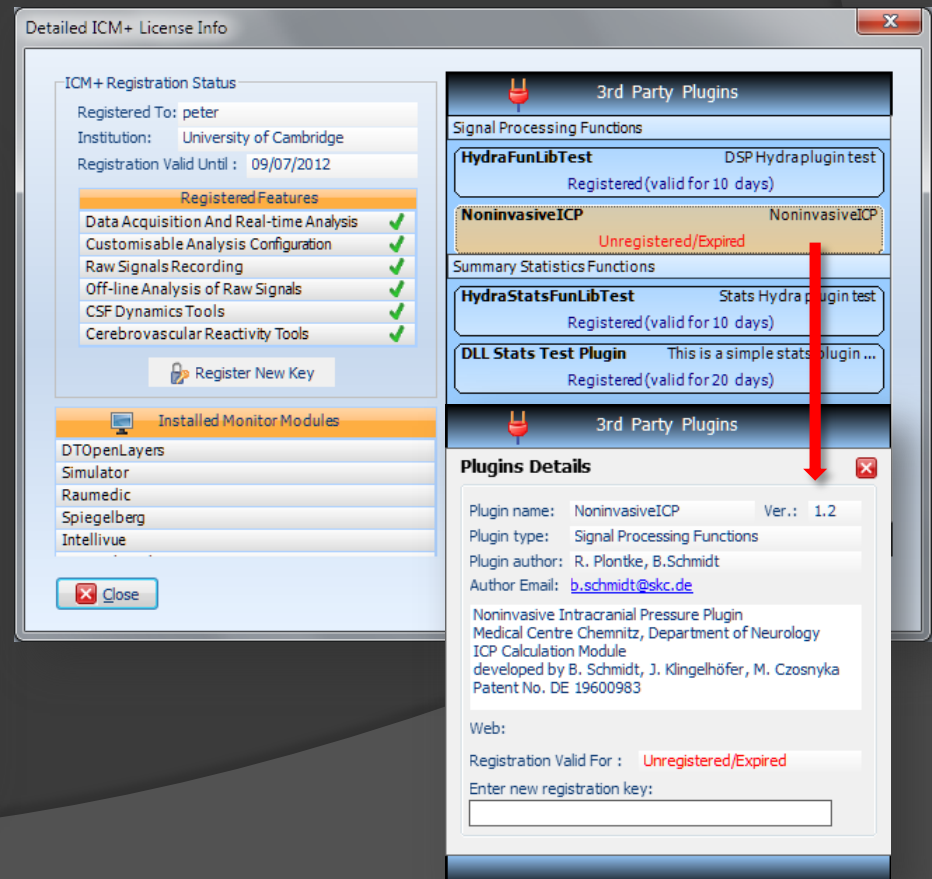 Detailed ICM+ License Info
ICM+ Registration Status
Registered To: peter
Institution: University of Cambridge
Registration Valid Until : 09/07/2012
Registered Features
Data Acquisition And Real-time Analysis
Customisable Analysis Configuration
Raw Signals Recording
Off-line Analysis of Raw Signals
CSF Dynamics Tools
Cerebrovascular Reactivity Tools
Register New Key
Installed Monitor Modules
DTOpenLayers
Simulator
Raumedic
Spiegelberg
Intellivue
Close
3rd Party Plugins
Signal Processing Functions
HydraFunLibTest DSP Hydra plugin test
Registered (valid for 10 days)
NoninvasiveICP NoninvasiveICP
Unregistered/Expired
Summary Statistics Functions
HydraStatsFunLibTest Stats Hydra plugin test
Registered (valid for 10 days)
DLL Stats Test Plugin This is a simple stats plugin ...
Registered (valid for 20 days)
3rd Party Plugins
Plugins Details
Plugin name: NoninvasiveICP Ver.: 1.2
Plugin type: Signal Processing Functions
Plugin author: R. Plontke, B.Schmidt
Author Email: b.schmidt@skc.de
Noninvasive Intracranial Pressure Plugin
Medical Centre Chemnitz, Department of Neurology
ICP Calculation Module
developed by B. Schmidt, J. Klingelhöfer, M. Czosnyka
Patent No. DE 19600983
Web:
Registration Valid For : Unregistered/Expired
Enter new registration key: